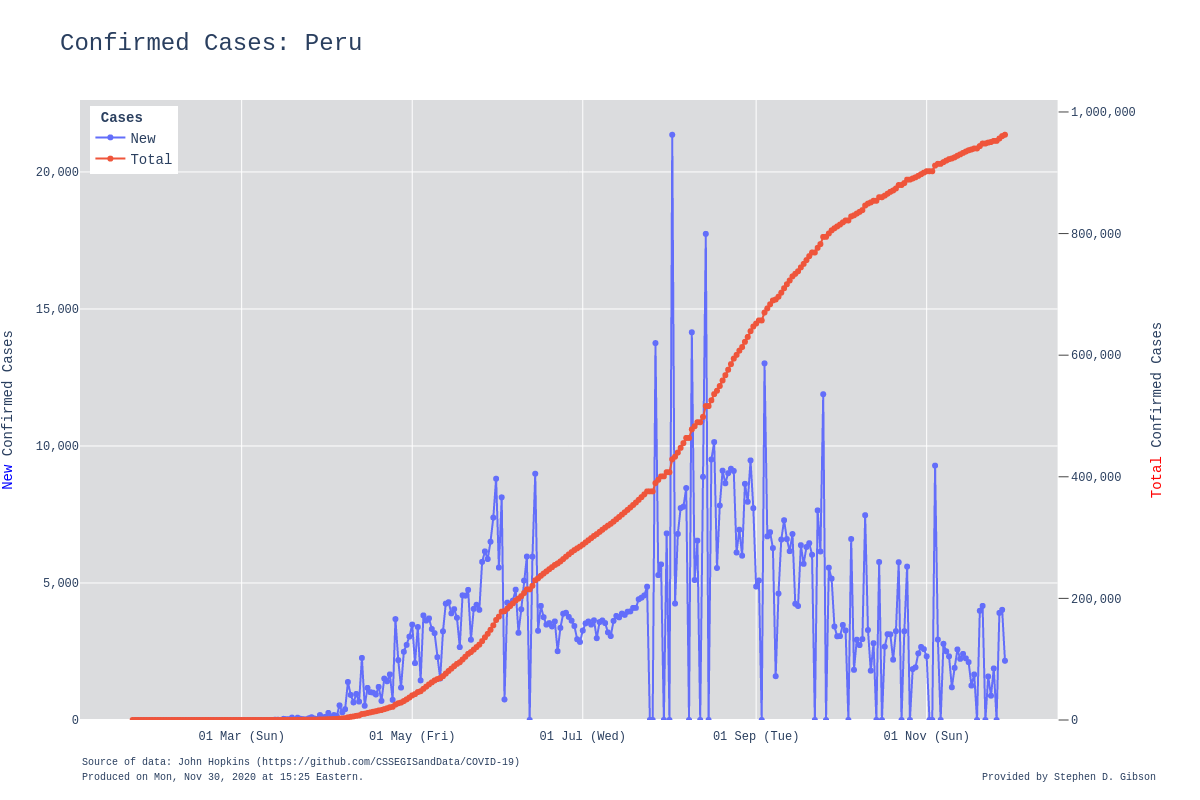 Confirmed Cases: Peru
Cases
New
Total
20,000
15,000
10,000
5,000
0
New Confirmed Cases
1,000,000
800,000
600,000
400,000
200,000
0
Total Confirmed Cases
01 Mar (Sun) 01 May (Fri) 01 Jul (Wed) 01 Sep (Tue) 01 Nov (Sun)
Source of data: John Hopkins (https://github.com/CSSEGISandData/COVID-19)
Produced on Mon, Nov 30, 2020 at 15:25 Eastern.
Provided by Stephen D. Gibson